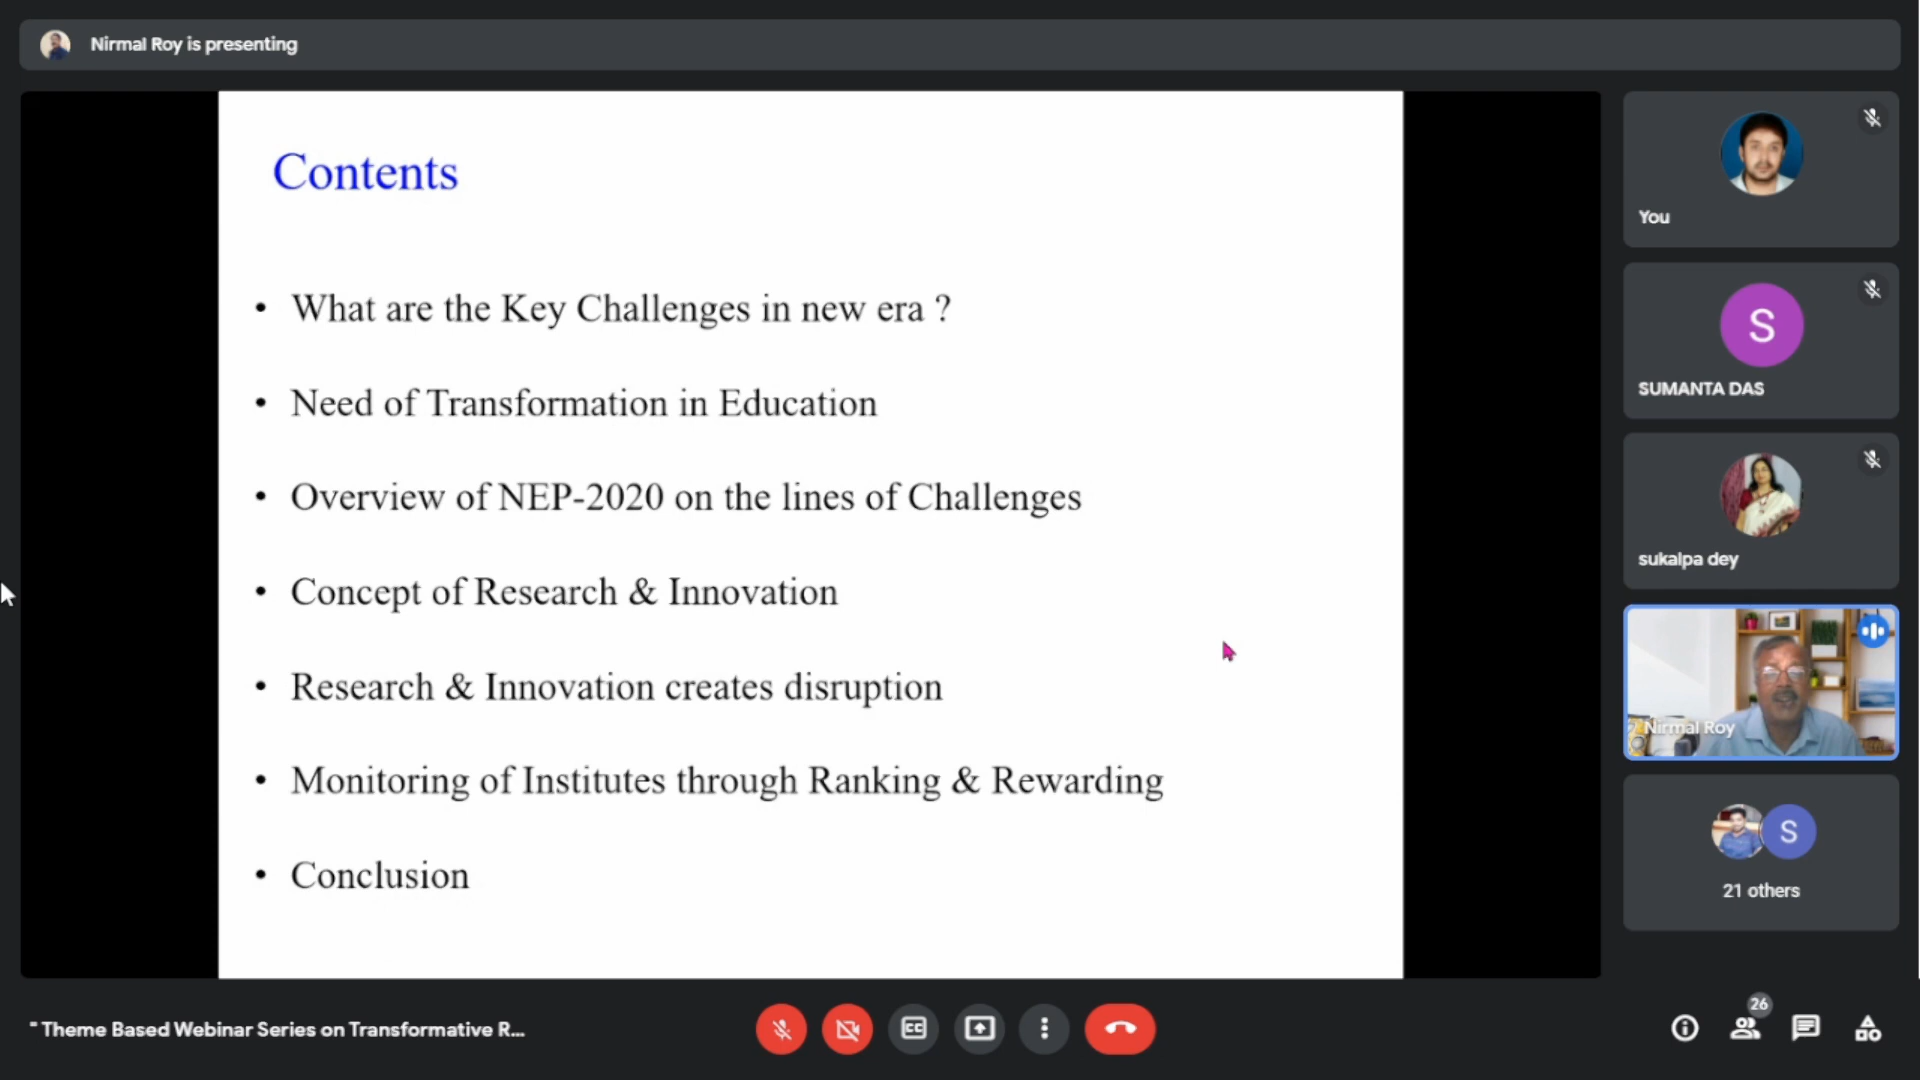 Nirmal Roy is presenting
Contents
• What are the Key Challenges in new era ?
• Need of Transformation in Education
• Overview of NEP-2020 on the lines of Challenges
• Concept of Research & Innovation
• Research & Innovation creates disruption
• Monitoring of Institutes through Ranking & Rewarding
• Conclusion
You
S
SUMANTA DAS
sukalpa dey
Nirmal Roy
S
21 others
" Theme Based Webinar Series on Transformative R...
CC
26